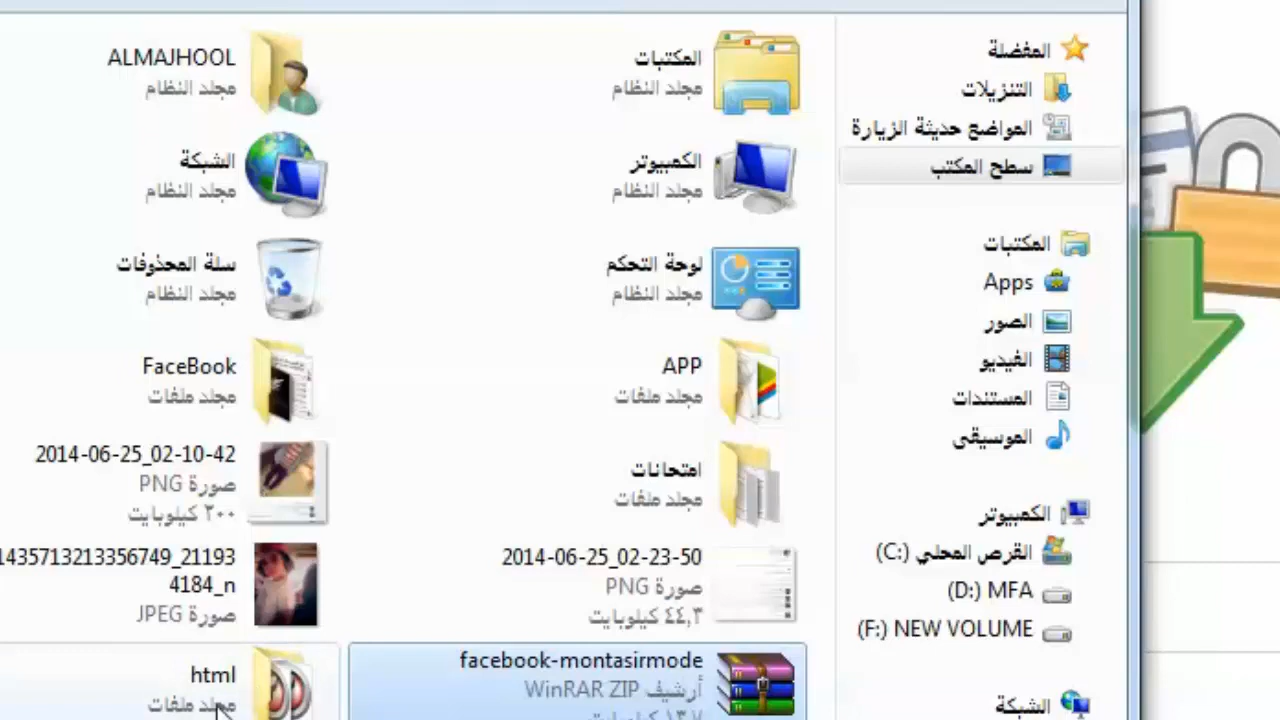 المفضلة
التنزيلات
المواضع حديثة الزيارة
سطح المكتب
المكتبات
Apps
الصور
الفيديو
المستندات
الموسيقى
الكمبيوتر
القرص المحلي (C:)
(D:) MFA
(F:) NEW VOLUME
الشبكة
المكتبات
مجلد النظام
ALMAJHOOL
مجلد النظام
الكمبيوتر
مجلد النظام
الشبكة
مجلد النظام
لوحة التحكم
مجلد النظام
سلة المحذوفات
مجلد النظام
APP
مجلد ملفات
FaceBook
مجلد ملفات
امتحانات
مجلد ملفات
2014-06-25_02-10-42
صورة PNG
٢٠٠ كيلوبايت
2014-06-25_02-23-50
صورة PNG
٤٤,٣ كيلوبايت
1435713213356749_21193
4184_n
صورة JPEG
facebook-montasirmode
أرشيف WinRAR ZIP
html
مجلد ملفات